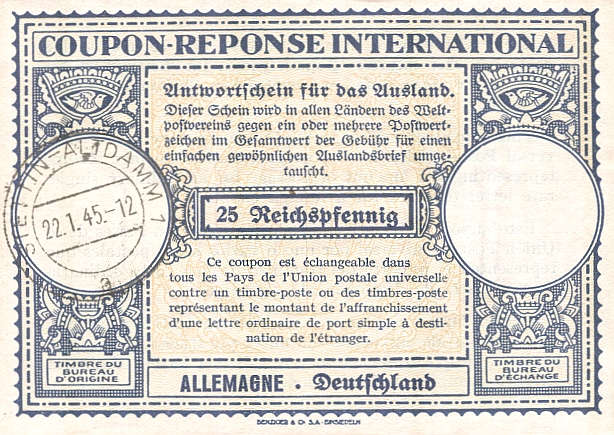 COUPON-REPONSE INTERNATIONAL
Antwortschein für das Ausland.
Dieser Schein wird in allen Ländern des Welt-
postvereins gegen ein oder mehrere Postwert-
zeichen im Gesamtwert der Gebühr für einen
einfachen gewöhnlichen Auslandsbrief umge-
tauscht.
STETTIN-ALTDAMM 1
22.1.45.-12
a
25 Reichspfennig
Ce coupon est échangeable dans
tous les Pays de l'Union postale universelle
contre un timbre-poste ou des timbres-poste
représentant le montant de l'affranchissement
d'une lettre ordinaire de port simple à desti-
nation de l'étranger.
TIMBRE DU
BUREAU
D'ORIGINE
TIMBRE DU
BUREAU
D'ÉCHANGE
ALLEMAGNE . Deutschland
BENZIGER & Co S.A. EINSIEDELN